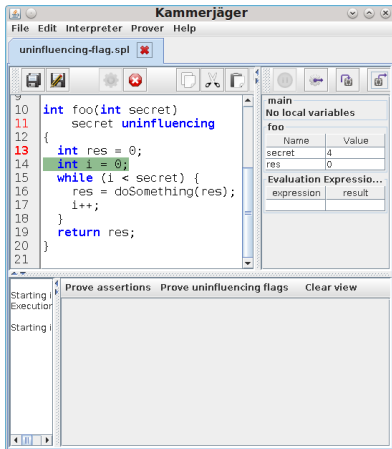 Kammerjäger
File Edit Interpreter Prover Help
uninfluencing-flag.spl
9
10 int foo(int secret)
11 secret uninfluencing
12 {
13 int res = 0;
14 int i = 0;
15 while (i < secret) {
16 res = doSomething(res);
17 i++;
18 }
19 return res;
20 }
21
main
No local variables
foo
Name Value
secret 4
res 0
Evaluation Expressio...
expression result
Starting i
Execution
Starting i
Prove assertions Prove uninfluencing flags Clear view